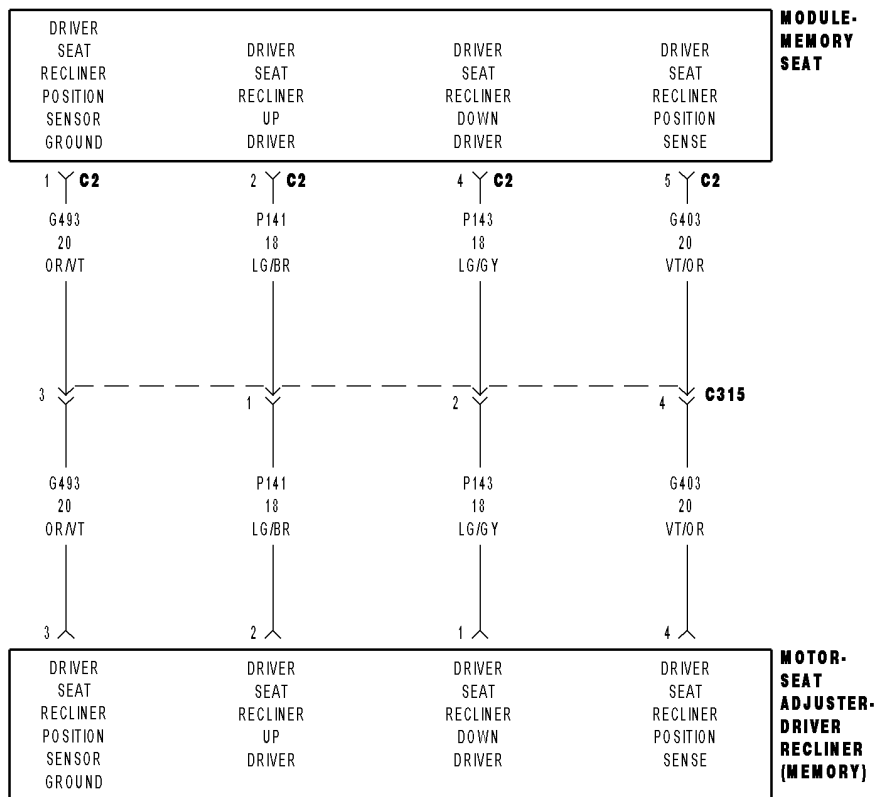 DRIVER
SEAT
RECLINER
POSITION
SENSOR
GROUND
DRIVER
SEAT
RECLINER
UP
DRIVER
DRIVER
SEAT
RECLINER
DOWN
DRIVER
DRIVER
SEAT
RECLINER
POSITION
SENSE
MODULE-
MEMORY
SEAT
1 C2
2 C2
4 C2
5 C2
G493
20
OR/VT
P141
18
LG/BR
P143
18
LG/GY
G403
20
VT/OR
3
1
2
4
C315
G493
20
OR/VT
P141
18
LG/BR
P143
18
LG/GY
G403
20
VT/OR
3
2
1
4
DRIVER
SEAT
RECLINER
POSITION
SENSOR
GROUND
DRIVER
SEAT
RECLINER
UP
DRIVER
DRIVER
SEAT
RECLINER
DOWN
DRIVER
DRIVER
SEAT
RECLINER
POSITION
SENSE
MOTOR-
SEAT
ADJUSTER-
DRIVER
RECLINER
(MEMORY)